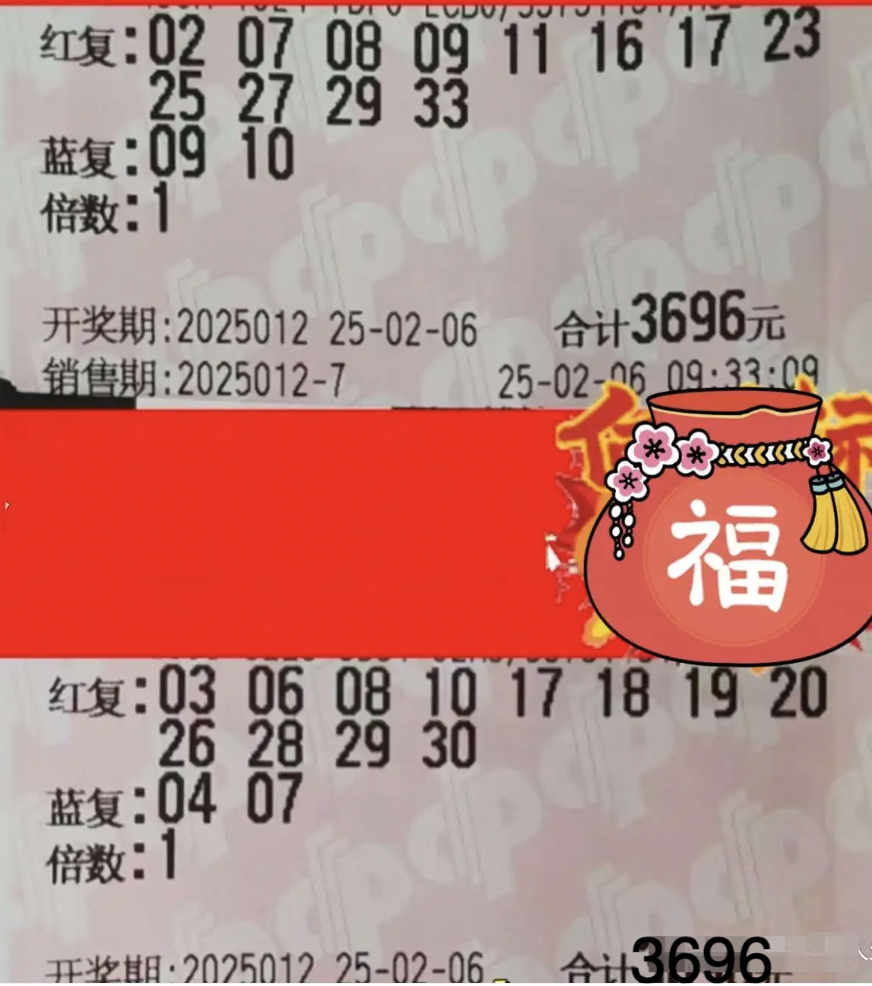 红复:02 07 08 09 11 16 17 23
25 27 29 33
蓝复:09 10
倍数:1
开奖期:2025012 25-02-06 合计3696元
销售期:2025012-7 25-02-06 09:33:09
福
红复:03 06 08 10 17 18 19 20
26 28 29 30
蓝复:04 07
倍数:1
开奖期:2025012 25-02-06 合计3696元